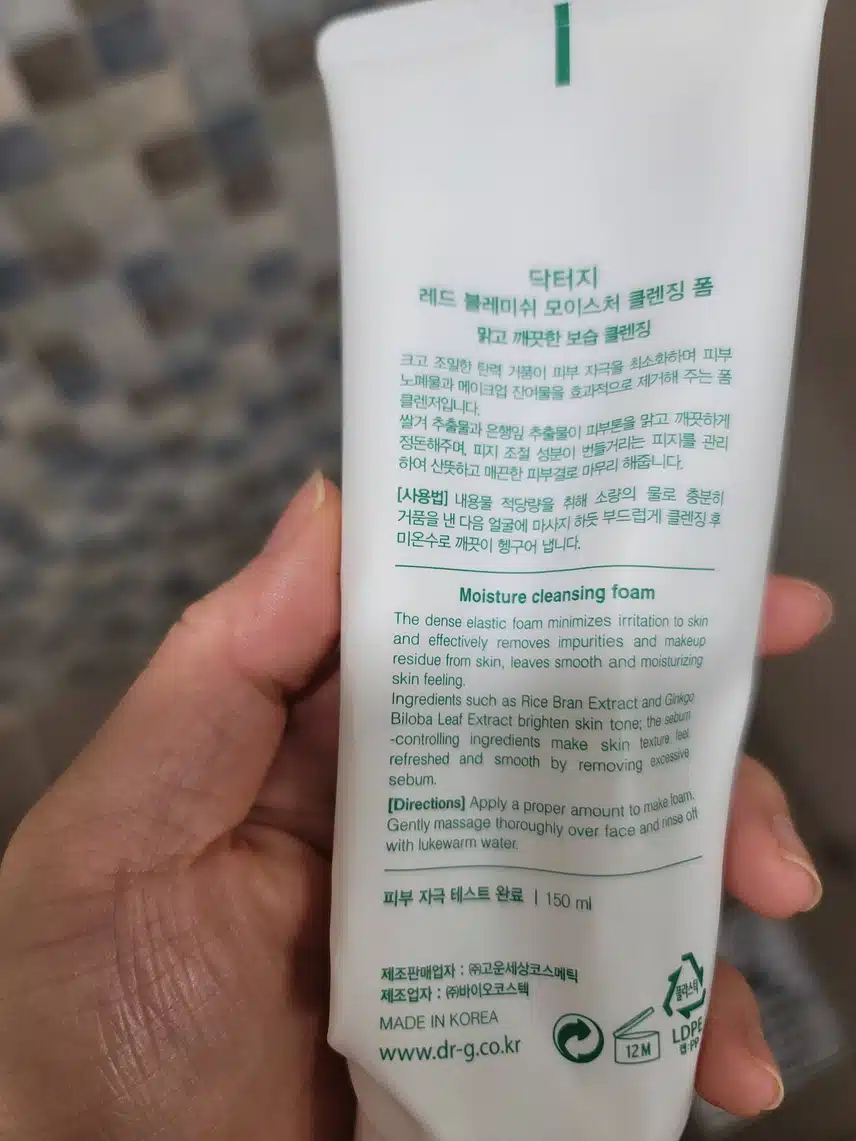 닥터지
레드 블레미쉬 모이스처 클렌징 폼
맑고 깨끗한 보습 클렌징
크고 조밀한 탄력 거품이 피부 자극을 최소화하며 피부
노폐물과 메이크업 잔여물을 효과적으로 제거해 주는 폼
클렌저입니다.
쌀겨 추출물과 은행잎 추출물이 피부톤을 맑고 깨끗하게
정돈해주며, 피지 조절 성분이 번들거리는 피지를 관리
하여 산뜻하고 매끈한 피부결로 마무리 해줍니다.
[사용법] 내용물 적당량을 취해 소량의 물로 충분히
거품을 낸 다음 얼굴에 마사지 하듯 부드럽게 클렌징 후
미온수로 깨끗이 헹구어 냅니다.
Moisture cleansing foam
The dense elastic foam minimizes irritation to skin
and effectively removes impurities and makeup
residue from skin, leaves smooth and moisturizing
skin feeling.
Ingredients such as Rice Bran Extract and Ginkgo
Biloba Leaf Extract brighten skin tone; the sebum
-controlling ingredients make skin texture feel
refreshed and smooth by removing excessive
sebum.
[Directions] Apply a proper amount to make foam.
Gently massage thoroughly over face and rinse off
with lukewarm water.
피부 자극 테스트 완료 | 150 ml
제조판매업자 : ㈜고운세상코스메틱
제조업자 : ㈜바이오코스텍
MADE IN KOREA
www.dr-g.co.kr
12M
플라스틱
LDPE
캡:PP